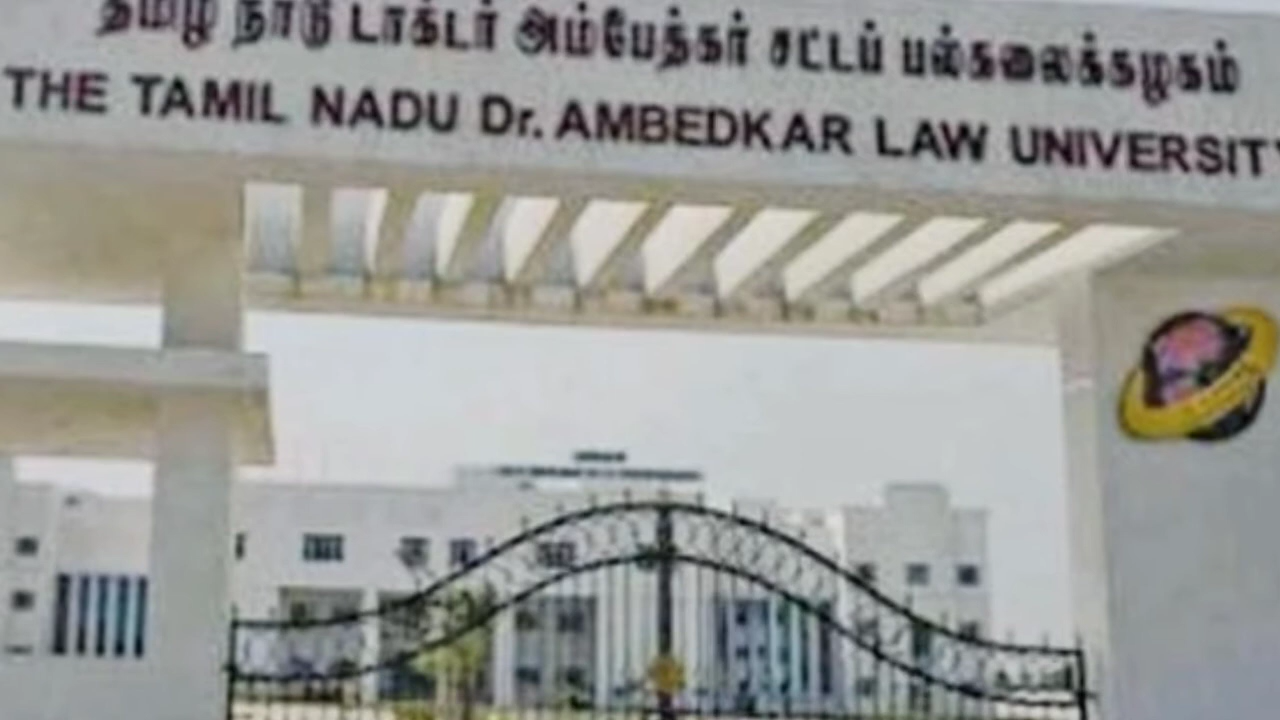 தமிழ் நாடு டாக்டர் அம்பேத்கர் சட்டப் பல்கலைக்கழகம்
THE TAMIL NADU Dr. AMBEDKAR LAW UNIVERSITY